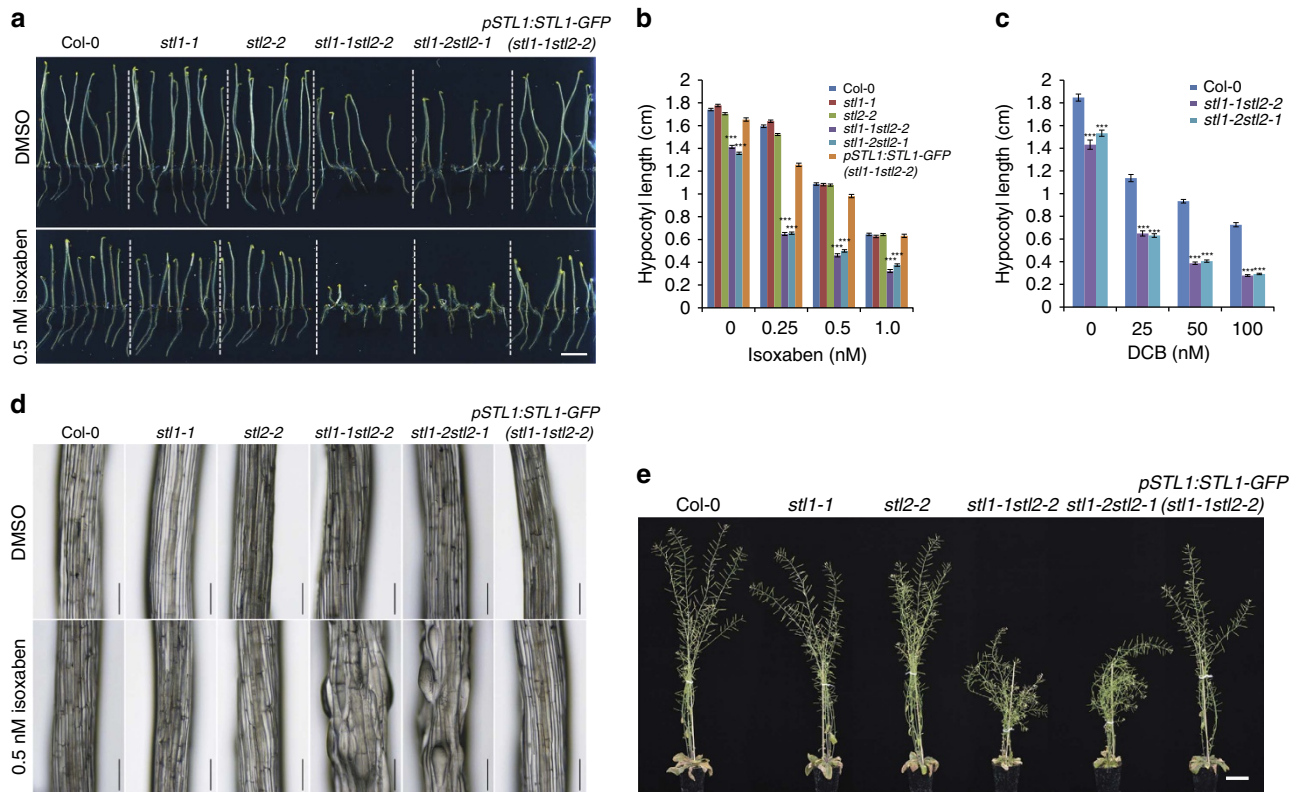 a
pSTL1:STL1-GFP
Col-0 stl1-1 stl2-2 stl1-1stl2-2 stl1-2stl2-1 (stl1-1stl2-2)
DMSO
0.5 nM isoxaben
b
Hypocotyl length (cm)
2
1.8
1.6
1.4
1.2
1
0.8
0.6
0.4
0.2
0
Col-0
stl1-1
stl2-2
stl1-1stl2-2
stl1-2stl2-1
pSTL1:STL1-GFP
(stl1-1stl2-2)
*** ***
*** ***
*** ***
*** ***
0 0.25 0.5 1.0
Isoxaben (nM)
c
Hypocotyl length (cm)
2
1.8
1.6
1.4
1.2
1
0.8
0.6
0.4
0.2
0
Col-0
stl1-1stl2-2
stl1-2stl2-1
*** ***
*** ***
*** ***
*** ***
0 25 50 100
DCB (nM)
d
pSTL1:STL1-GFP
Col-0 stl1-1 stl2-2 stl1-1stl2-2 stl1-2stl2-1 (stl1-1stl2-2)
DMSO
0.5 nM isoxaben
e
pSTL1:STL1-GFP
Col-0 stl1-1 stl2-2 stl1-1stl2-2 stl1-2stl2-1 (stl1-1stl2-2)